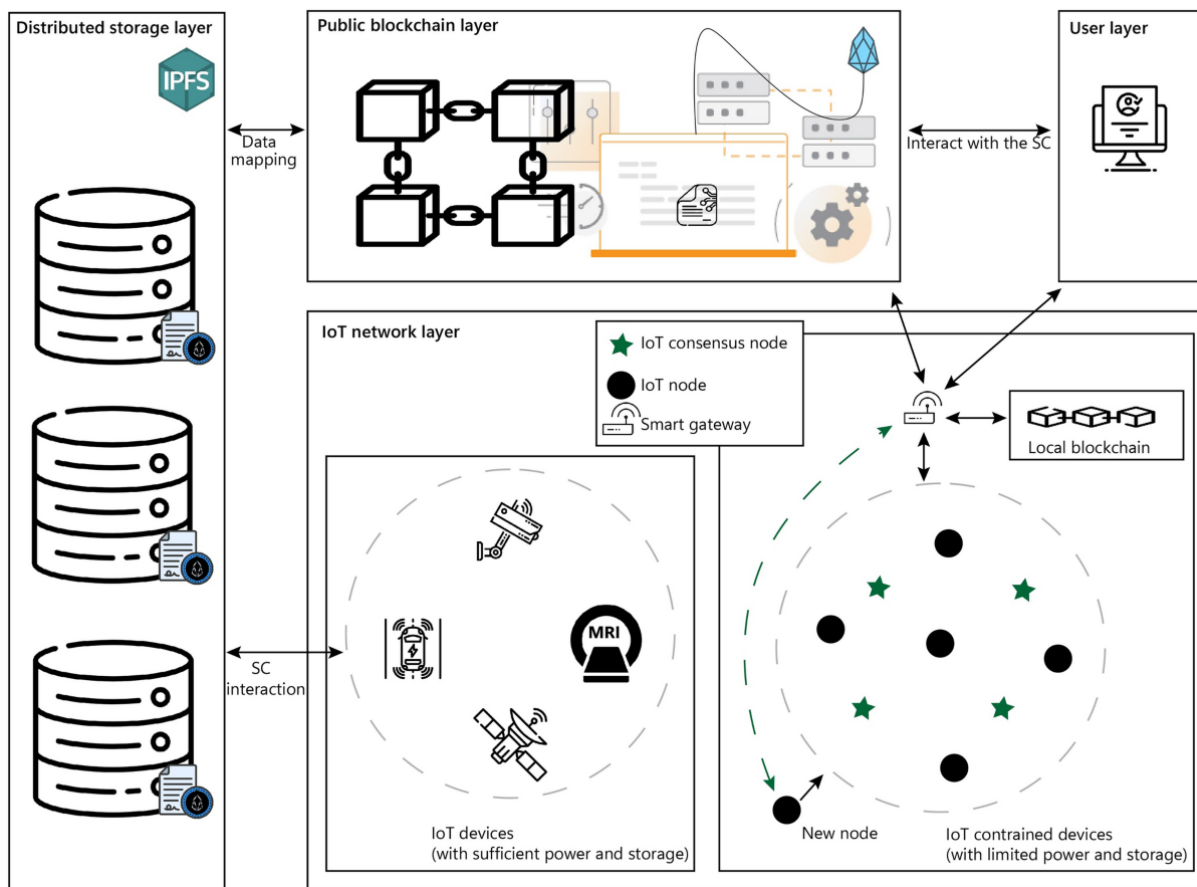 Distributed storage layer
IPFS
Public blockchain layer
User layer
Data
mapping
Interact with the SC
IoT network layer
IoT consensus node
IoT node
Smart gateway
Local blockchain
MRI
SC
interaction
New node
IoT devices
(with sufficient power and storage)
IoT contrained devices
(with limited power and storage)